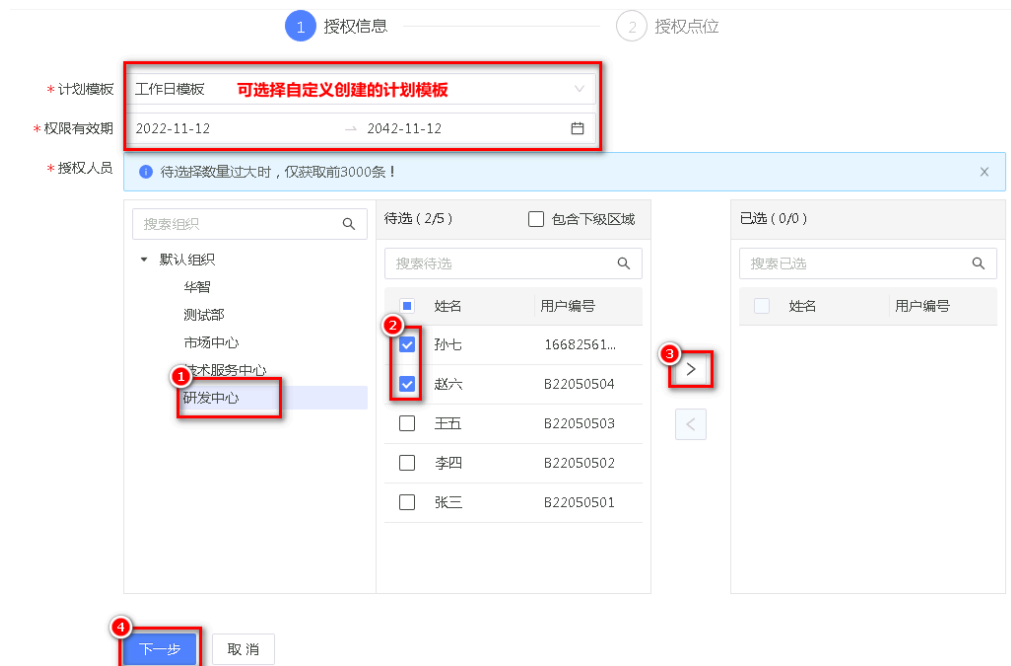 1 授权信息 2 授权点位
*计划模板 工作日模板 可选择自定义创建的计划模板
*权限有效期 2022-11-12 → 2042-11-12
*授权人员 i 待选择数量过大时，仅获取前3000条！ X
搜索组织 待选（2/5） 包含下级区域 已选（0/0）
默认组织 搜索待选 搜索已选
华智 姓名 用户编号 姓名 用户编号
测试部
2
市场中心 孙七 16682561... 3
技术服务中心 >
1
研发中心 赵六 B22050504
王五 B22050503 <
李四 B22050502
张三 B22050501
4
下一步 取 消